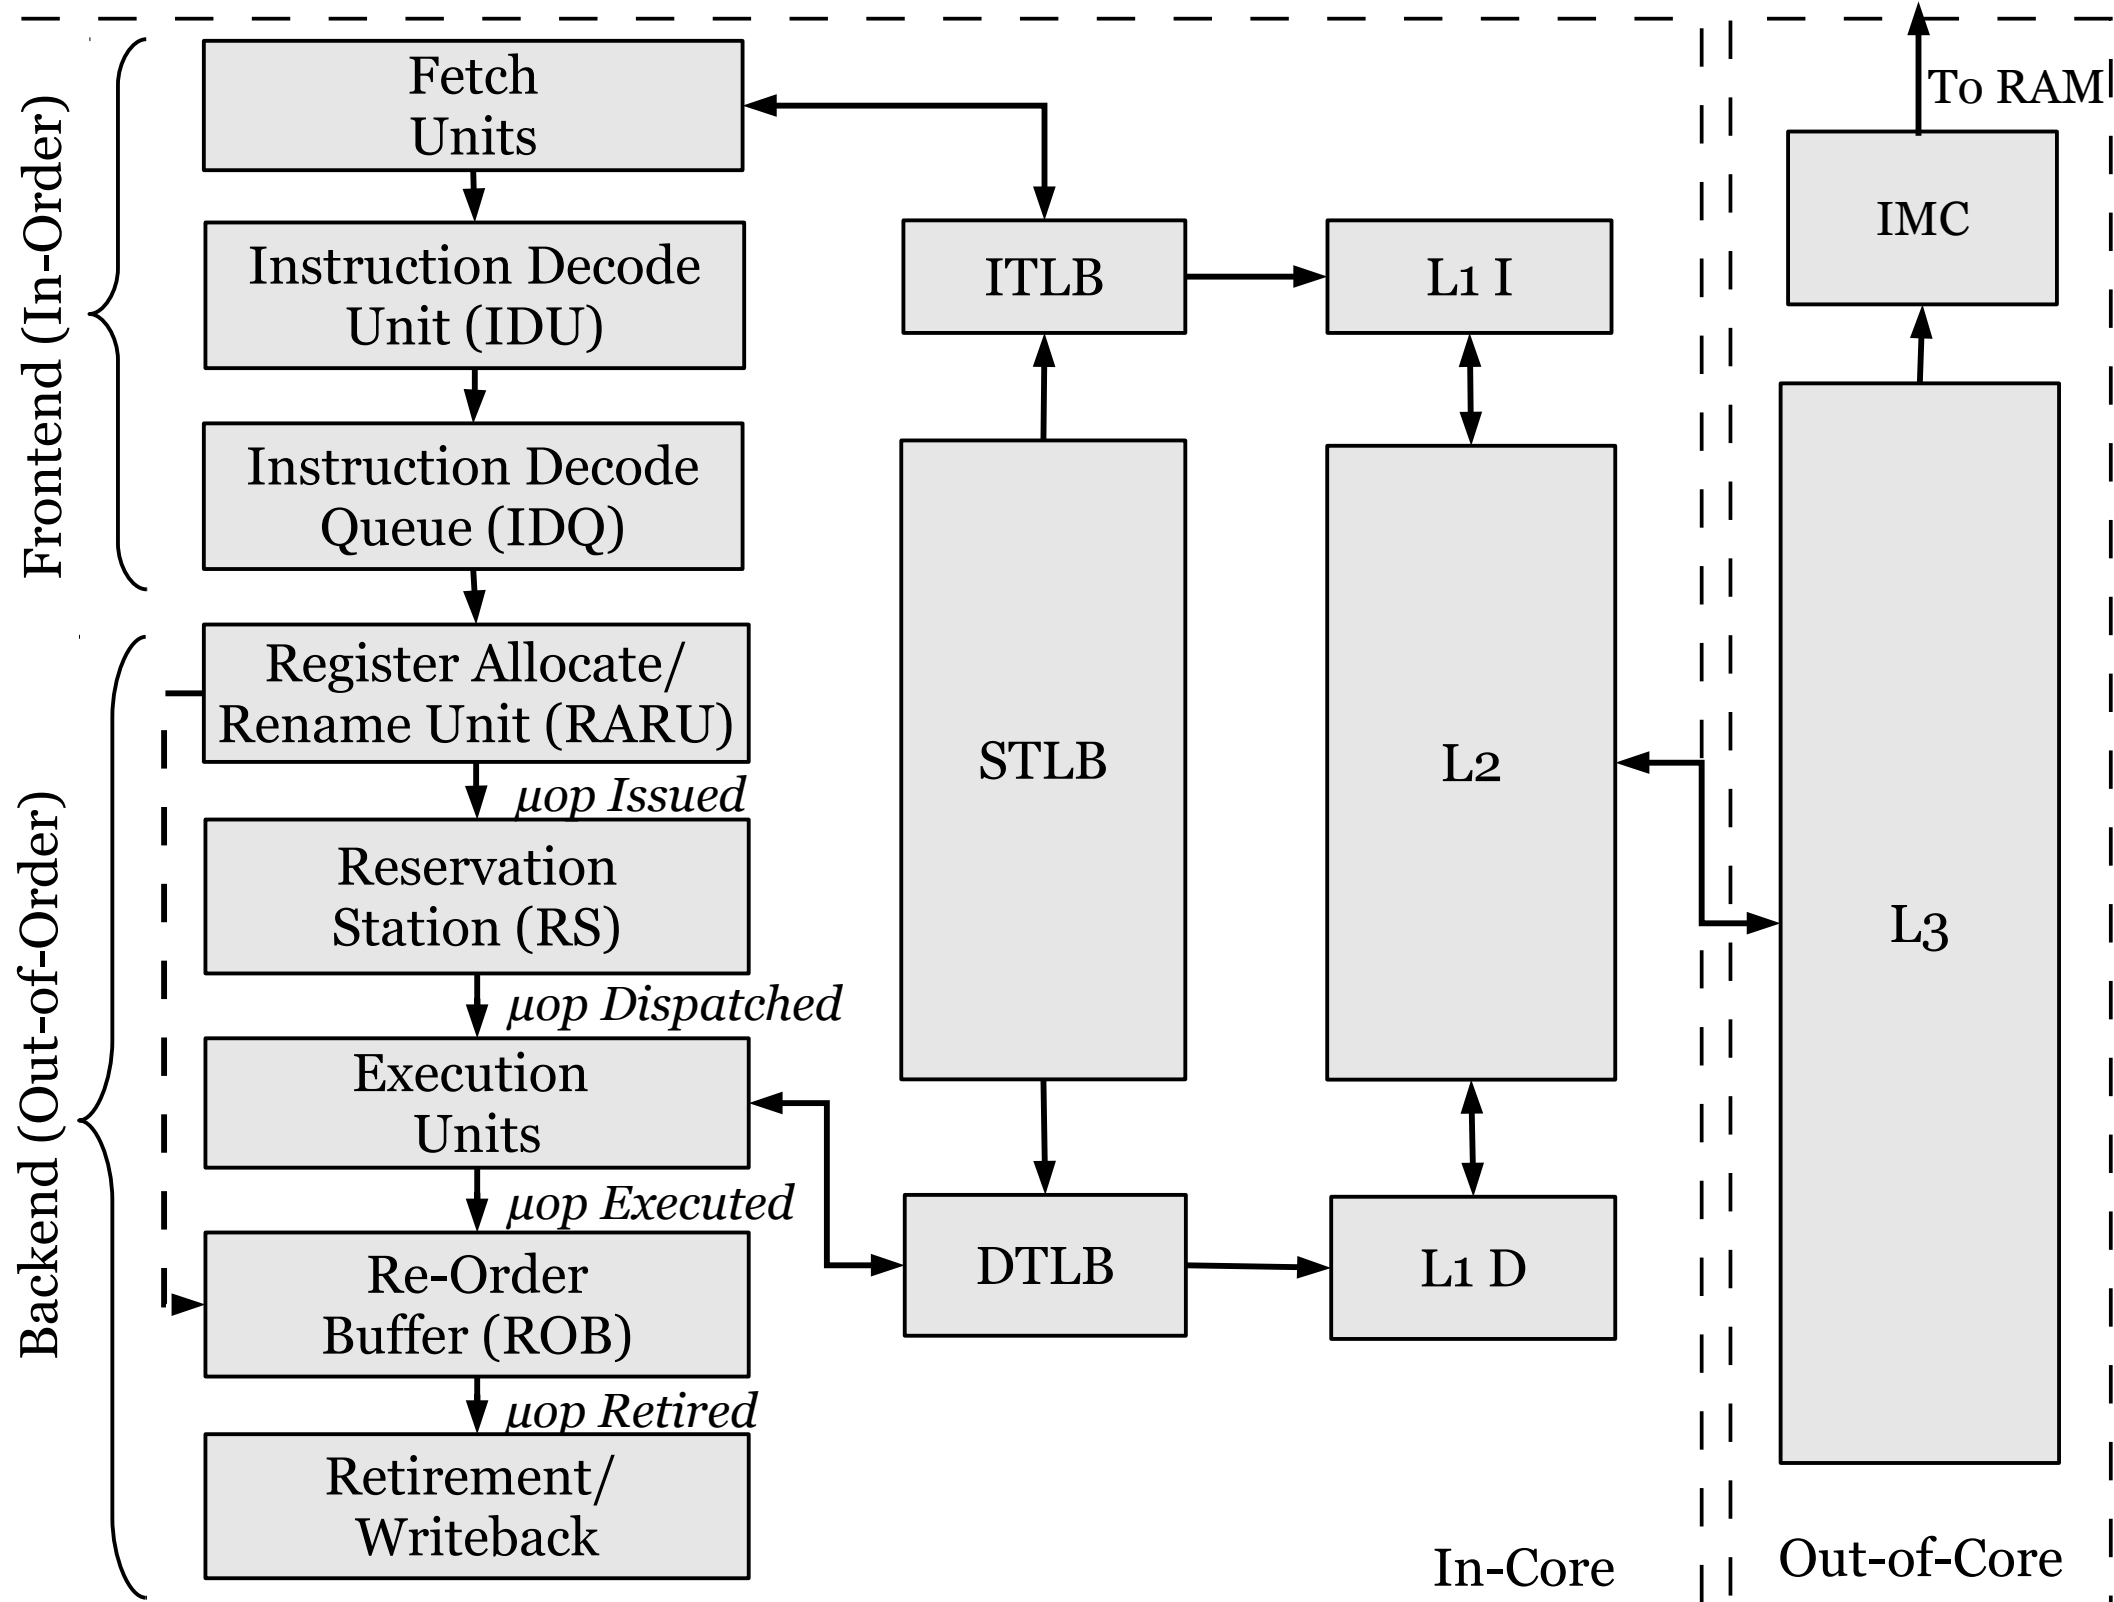 Frontend (In-Order)
Fetch
Units
Instruction Decode
Unit (IDU)
Instruction Decode
Queue (IDQ)
Backend (Out-of-Order)
Register Allocate/
Rename Unit (RARU)
μop Issued
Reservation
Station (RS)
μop Dispatched
Execution
Units
μop Executed
Re-Order
Buffer (ROB)
μop Retired
Retirement/
Writeback
ITLB
STLB
DTLB
L1 I
L2
L1 D
In-Core
To RAM
IMC
L3
Out-of-Core